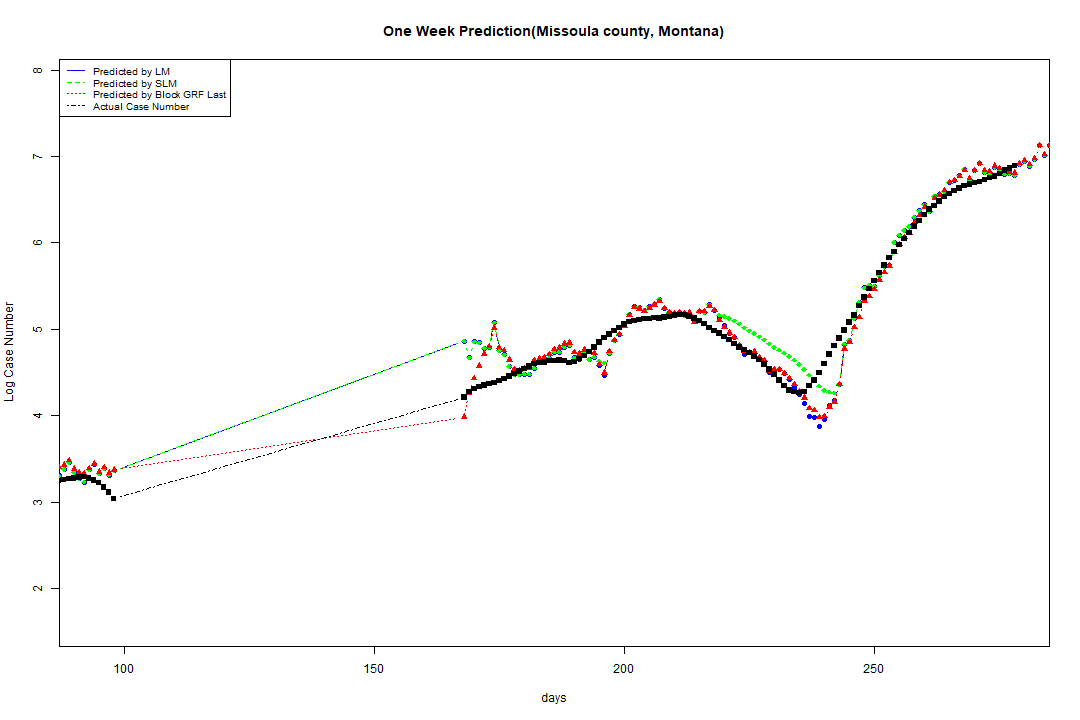 One Week Prediction(Missoula county, Montana)
Predicted by LM
Predicted by SLM
Predicted by Block GRF Last
Actual Case Number
8
7
6
5
4
3
2
Log Case Number
100 150 200 250
days